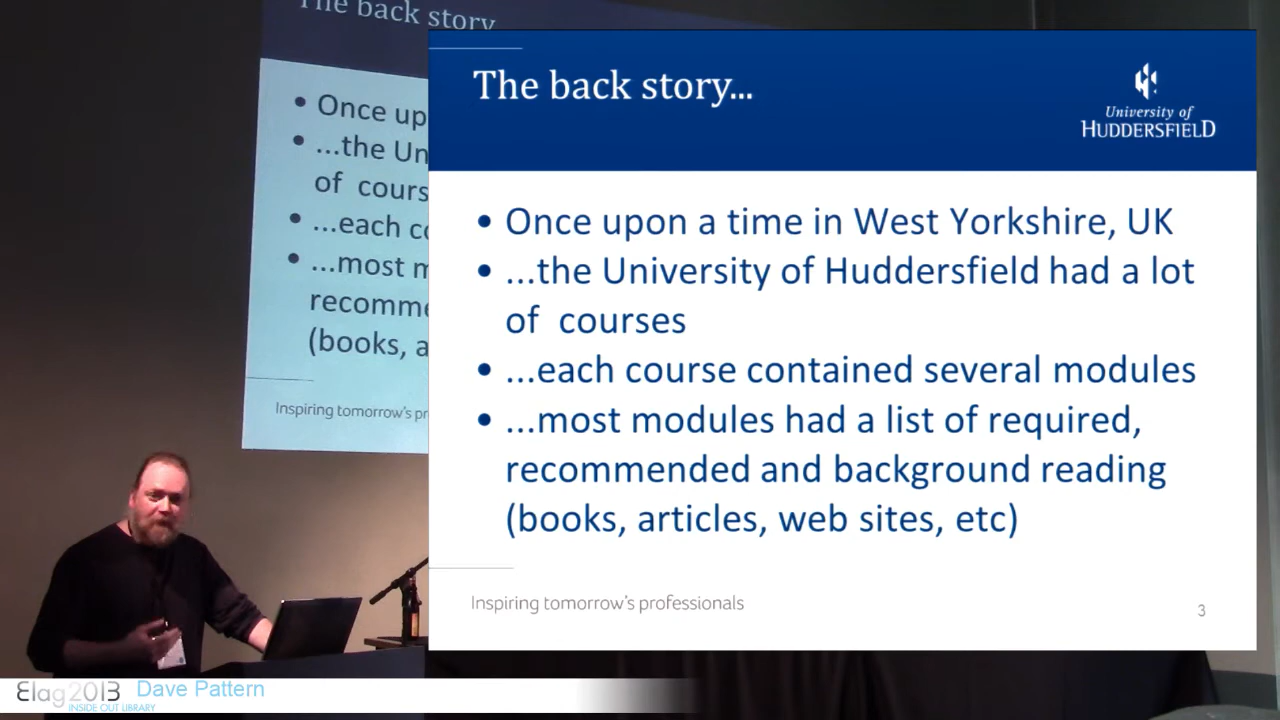 The back story
• Once up
• ...the Un
of cours
• ...each co
• ...most m
recomme
(books, a
Inspiring tomorrow's pr
The back story...
University of
HUDDERSFIELD
• Once upon a time in West Yorkshire, UK
• ...the University of Huddersfield had a lot
of courses
• ...each course contained several modules
• ...most modules had a list of required,
recommended and background reading
(books, articles, web sites, etc)
Inspiring tomorrow's professionals
3
Elag2013 Dave Pattern
INSIDE OUT LIBRARY